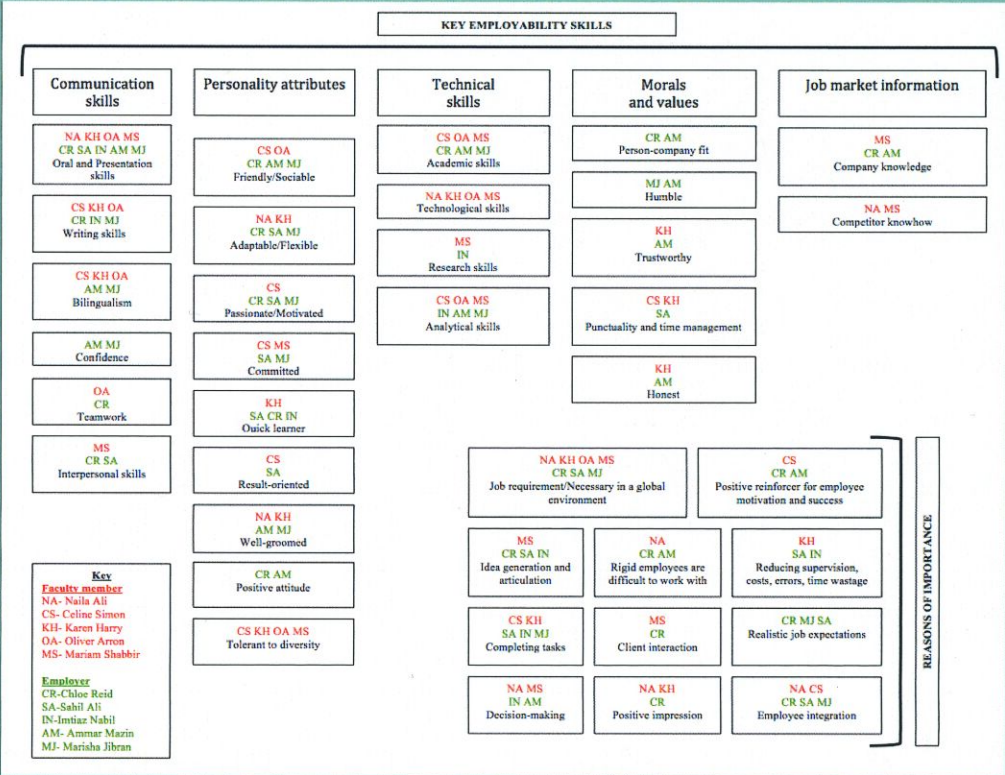 KEY EMPLOYABILITY SKILLS
Communication
skills
NA KH OA MS
CR SA IN AM MJ
Oral and Presentation
skills
CS KH OA
CR IN MJ
Writing skills
CS KH OA
AM MJ
Bilingualism
AM MJ
Confidence
OA
CR
Teamwork
MS
CR SA
Interpersonal skills
Personality attributes
CS OA
CR AM MJ
Friendly/Sociable
NA KH
CR SA MJ
Adaptable/Flexible
CS
CR SA MJ
Passionate/Motivated
CS MS
SA MJ
Committed
KH
SA CR IN
Quick learner
CS
SA
Result-oriented
NA KH
AM MJ
Well-groomed
CR AM
Positive attitude
CS KH OA MS
Tolerant to diversity
Technical
skills
CS OA MS
CR AM MJ
Academic skills
NA KH OA MS
Technological skills
MS
IN
Research skills
CS OA MS
IN AM MJ
Analytical skills
Morals
and values
CR AM
Person-company fit
MJ AM
Humble
KH
AM
Trustworthy
CS KH
SA
Punctuality and time management
KH
AM
Honest
Job market information
MS
CR AM
Company knowledge
NA MS
Competitor knowhow
NA KH OA MS
CR SA MJ
Job requirement/Necessary in a global
environment
CS
CR AM
Positive reinforcer for employee
motivation and success
MS
CR SA IN
Idea generation and
articulation
NA
CR AM
Rigid employees are
difficult to work with
KH
SA IN
Reducing supervision,
costs, errors, time wastage
CS KH
SA IN MJ
Completing tasks
MS
CR
Client interaction
CR MJ SA
Realistic job expectations
NA MS
IN AM
Decision-making
NA KH
CR
Positive impression
NA CS
CR SA MJ
Employee integration
REASONS OF IMPORTANCE
Key
Faculty member
NA- Naila Ali
CS- Celine Simon
KH- Karen Harry
OA- Oliver Arron
MS- Mariam Shabbir
Employer
CR-Chloe Reid
SA-Sahil Ali
IN-Imtiaz Nabil
AM- Ammar Mazin
MJ- Marisha Jibran